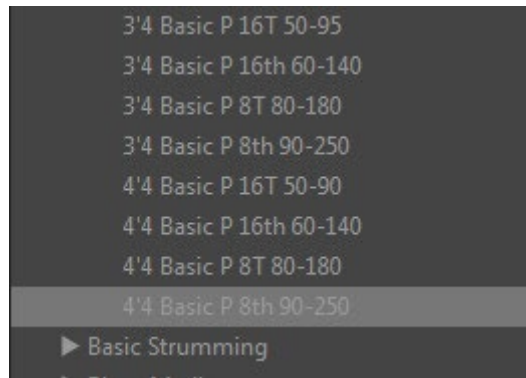 3'4 Basic P 16T 50-95
3'4 Basic P 16th 60-140
3'4 Basic P 8T 80-180
3'4 Basic P 8th 90-250
4'4 Basic P 16T 50-90
4'4 Basic P 16th 60-140
4'4 Basic P 8T 80-180
4'4 Basic P 8th 90-250
Basic Strumming